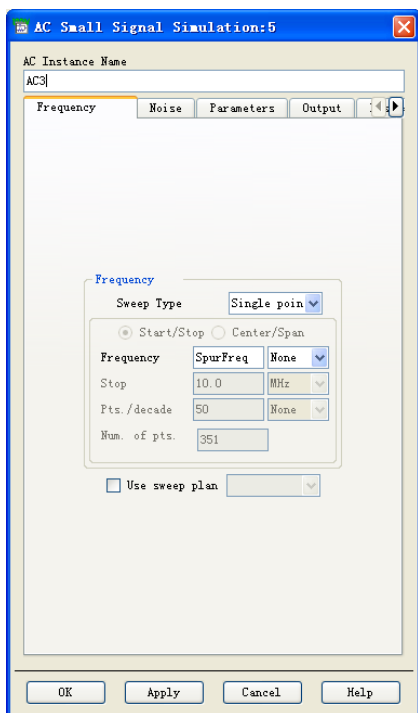 AC Small Signal Simulation:5
AC Instance Name
AC3
Frequency Noise Parameters Output
Frequency
Sweep Type Single poin
Start/Stop Center/Span
Frequency SpurFreq None
Stop 10.0 MHz
Pts./decade 50 None
Num. of pts. 351
Use sweep plan
OK Apply Cancel Help